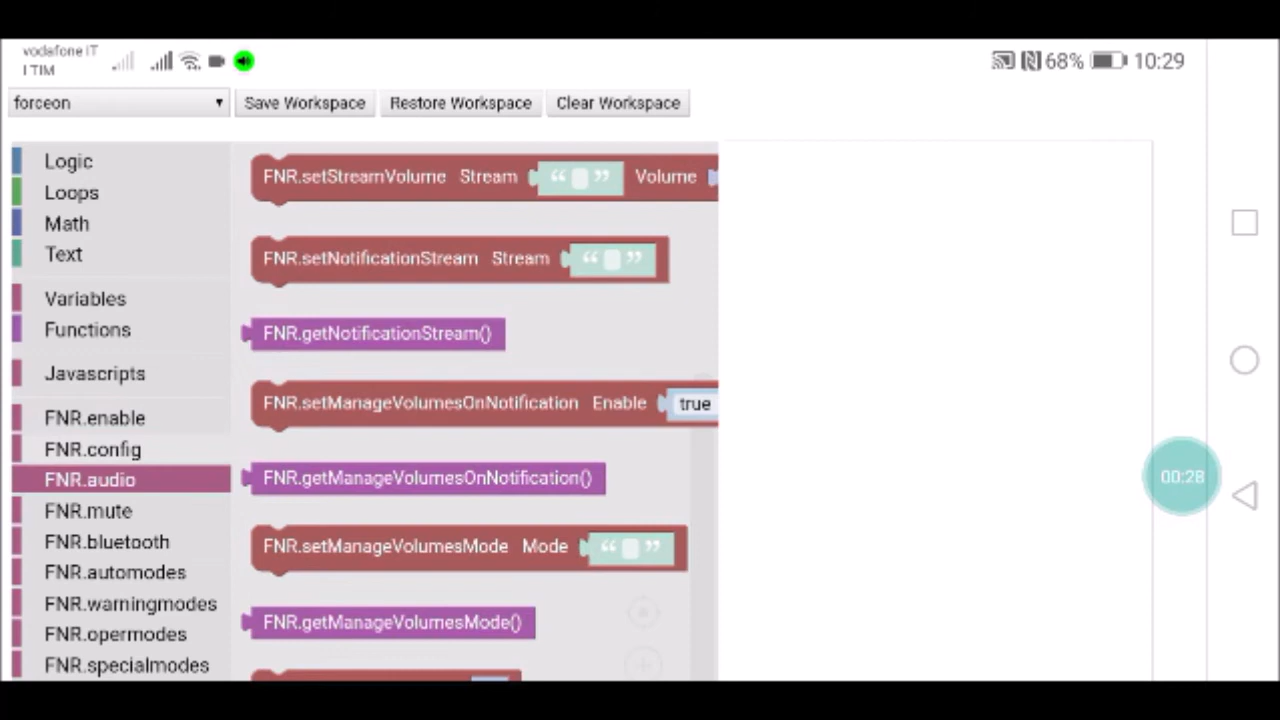 vodafone IT
I TIM
68% 10:29
forceon Save Workspace Restore Workspace Clear Workspace
Logic
Loops
Math
Text
Variables
Functions
Javascripts
FNR.enable
FNR.config
FNR.audio
FNR.mute
FNR.bluetooth
FNR.automodes
FNR.warningmodes
FNR.opermodes
FNR.specialmodes
FNR.setStreamVolume Stream “ ” Volume
FNR.setNotificationStream Stream “ ”
FNR.getNotificationStream()
FNR.setManageVolumesOnNotification Enable true
FNR.getManageVolumesOnNotification()
FNR.setManageVolumesMode Mode “ ”
FNR.getManageVolumesMode()
00:28